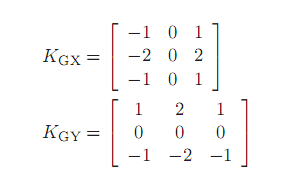 K_GX = [ -1 0 1
-2 0 2
-1 0 1 ]
K_GY = [ 1 2 1
0 0 0
-1 -2 -1 ]